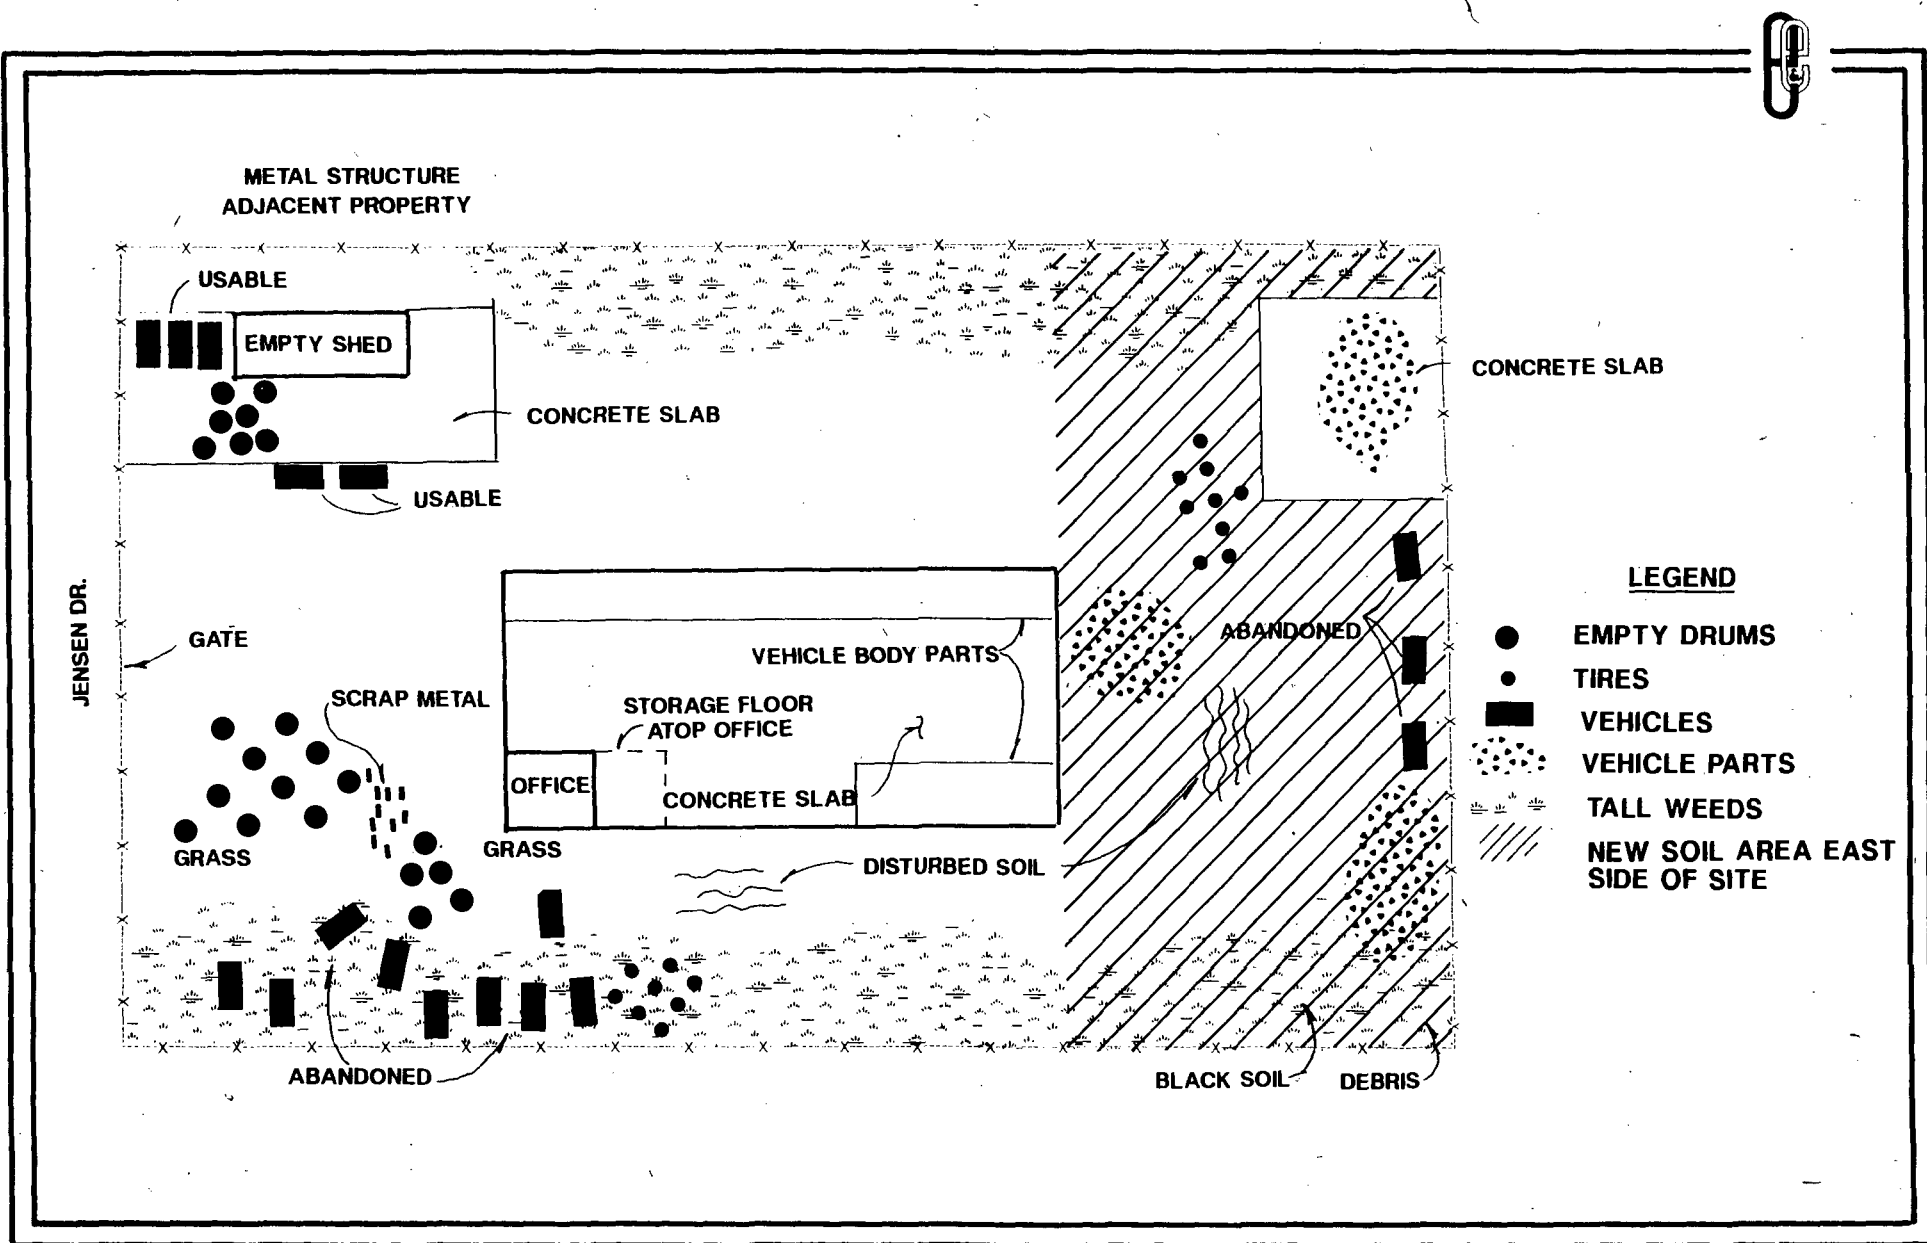 METAL STRUCTURE
ADJACENT PROPERTY
USABLE
EMPTY SHED
CONCRETE SLAB
USABLE
CONCRETE SLAB
JENSEN DR.
GATE
SCRAP METAL
VEHICLE BODY PARTS
STORAGE FLOOR
ATOP OFFICE
OFFICE
CONCRETE SLAB
ABANDONED
GRASS
GRASS
DISTURBED SOIL
ABANDONED
BLACK SOIL
DEBRIS
LEGEND
EMPTY DRUMS
TIRES
VEHICLES
VEHICLE PARTS
TALL WEEDS
NEW SOIL AREA EAST
SIDE OF SITE